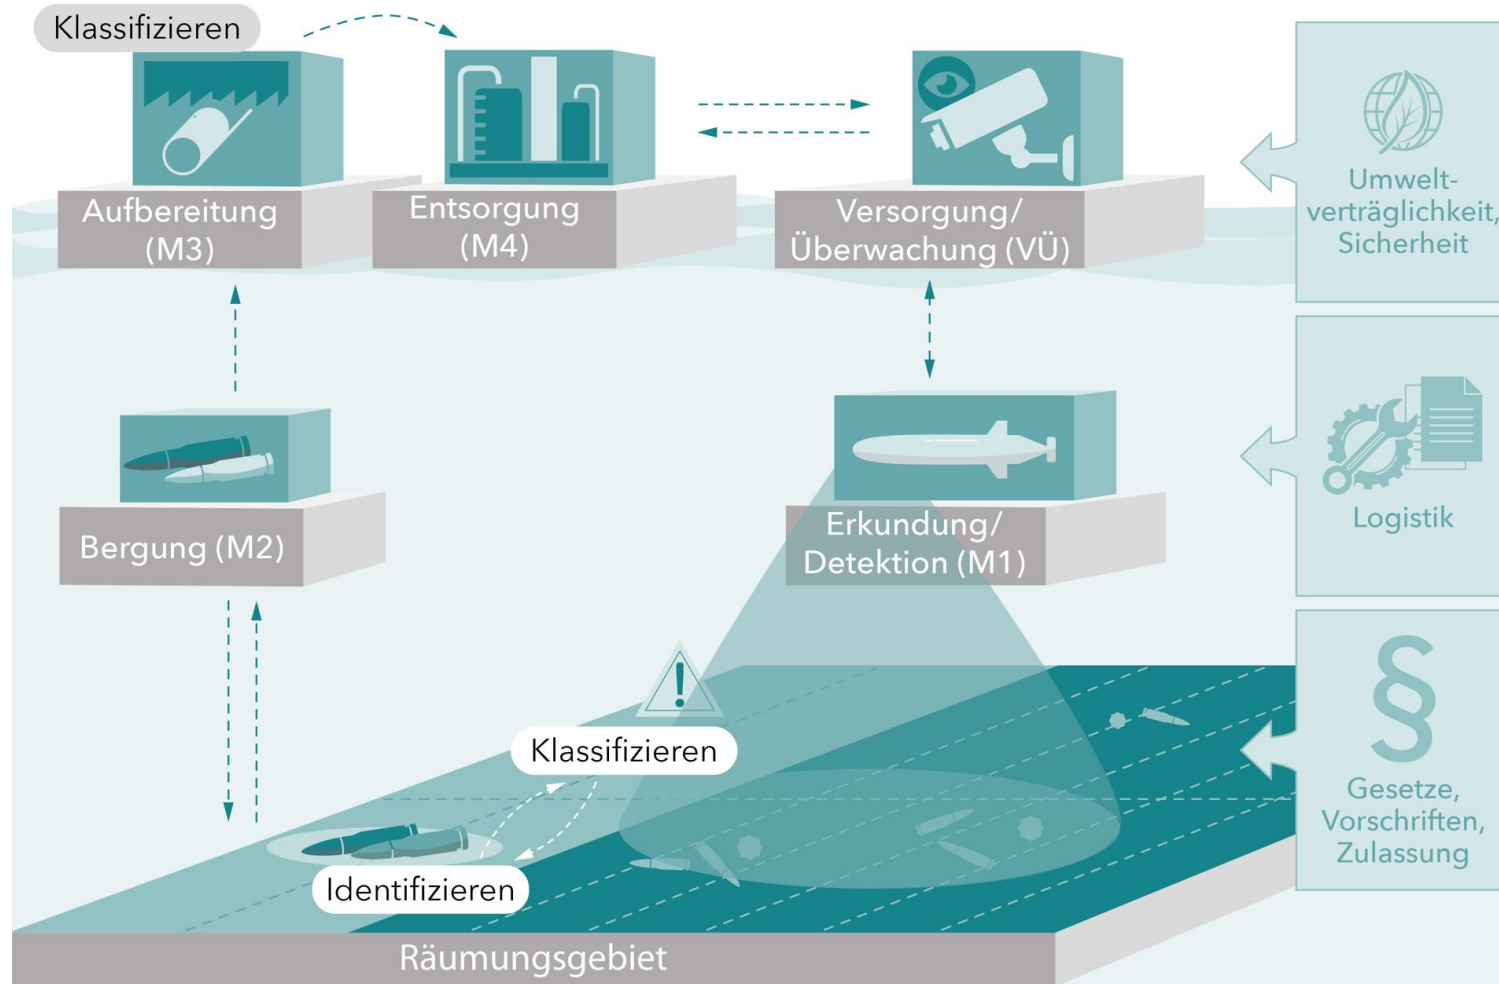 Klassifizieren
Aufbereitung
(M3)
Entsorgung
(M4)
Versorgung/
Überwachung (VÜ)
Umwelt-
verträglichkeit,
Sicherheit
Bergung (M2)
Erkundung/
Detektion (M1)
Logistik
Klassifizieren
Identifizieren
§
Gesetze,
Vorschriften,
Zulassung
Räumungsgebiet